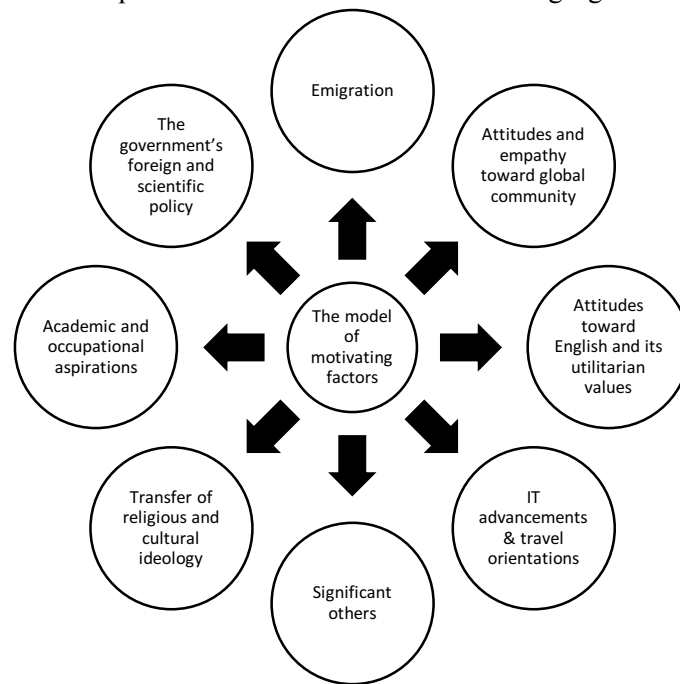 Emigration
The
government's
foreign and
scientific
policy
Attitudes and
empathy
toward global
community
Academic and
occupational
aspirations
The model
of
motivating
factors
Attitudes
toward
English and its
utilitarian
values
Transfer of
religious and
cultural
ideology
IT
advancements
& travel
orientations
Significant
others